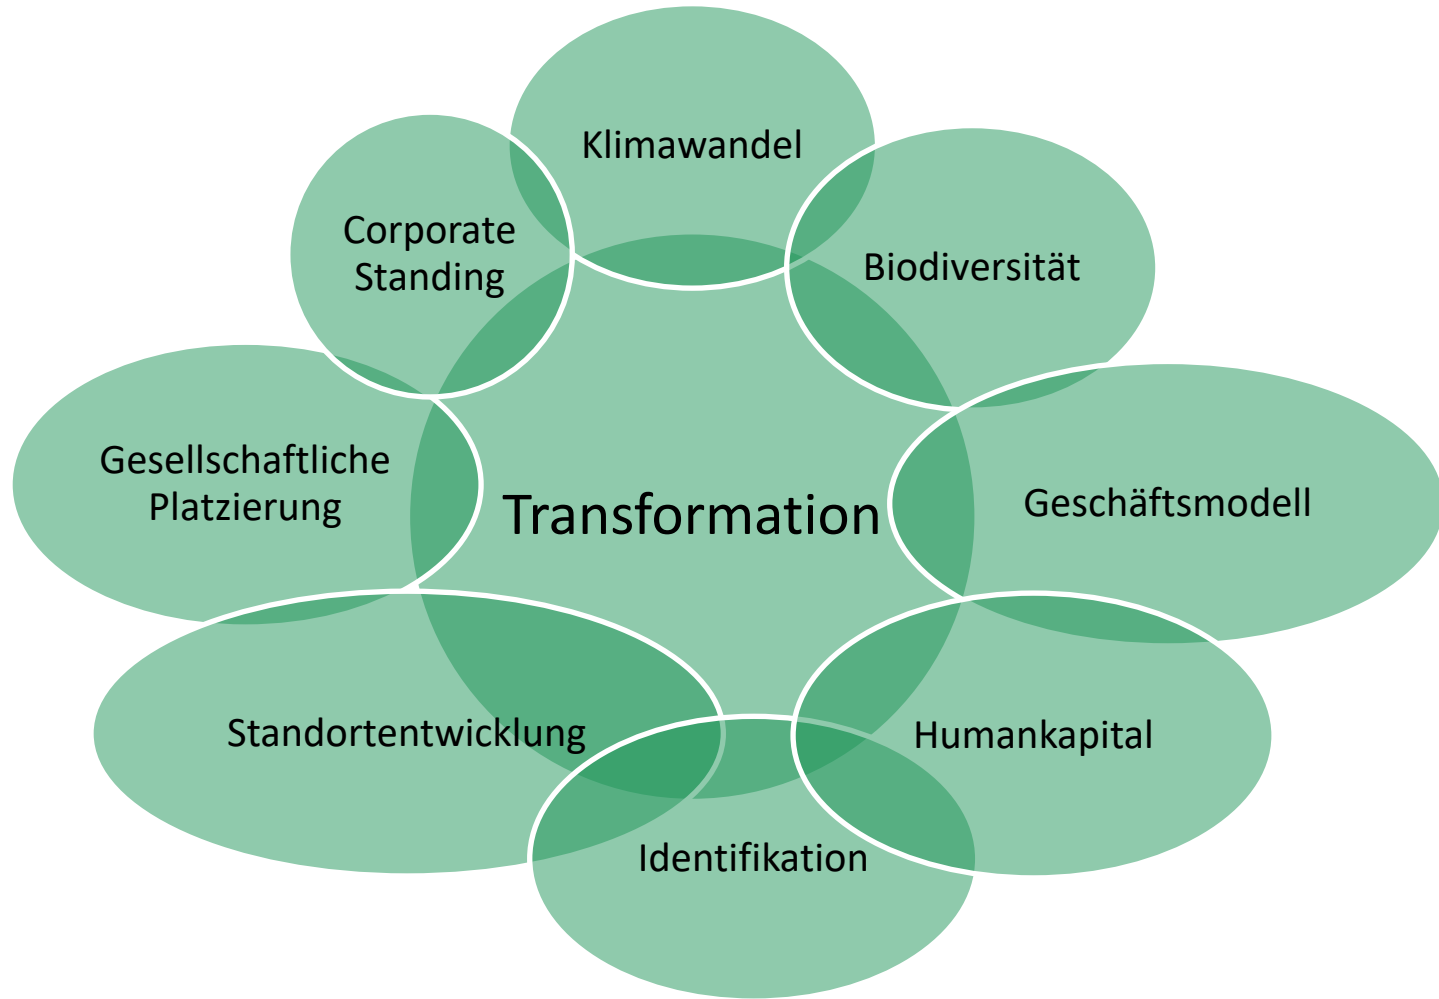 Klimawandel
Corporate
Standing
Biodiversität
Gesellschaftliche
Platzierung
Transformation
Geschäftsmodell
Standortentwicklung
Humankapital
Identifikation